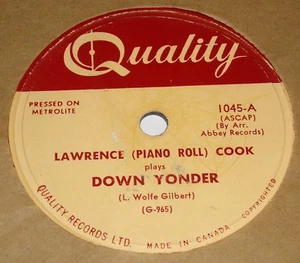 Quality
PRESSED ON
METROLITE
1045-A
(ASCAP)
(By Arr.
Abbey Records)
LAWRENCE (PIANO ROLL) COOK
plays
DOWN YONDER
(L. Wolfe Gilbert)
(G-965)
QUALITY RECORDS LTD. MADE IN CANADA COPYRIGHTED